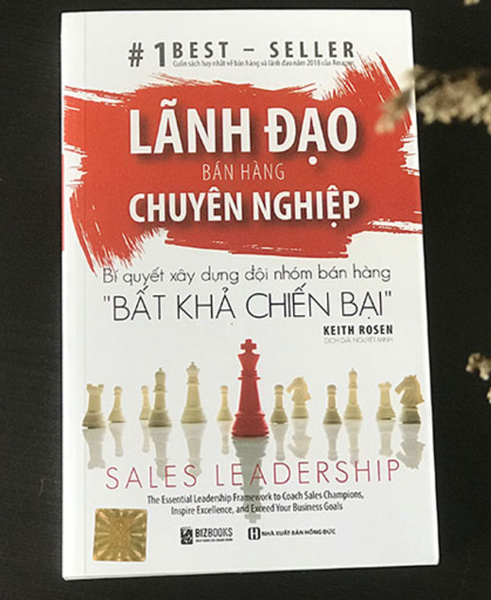 #1 BEST – SELLER
Cuốn sách hay nhất về bán hàng và lãnh đạo năm 2018 của Amazon
LÃNH ĐẠO
BÁN HÀNG
CHUYÊN NGHIỆP
Bí quyết xây dựng đội nhóm bán hàng
"BẤT KHẢ CHIẾN BẠI"
KEITH ROSEN
DỊCH GIẢ: NGUYỆT MINH
SALES LEADERSHIP
The Essential Leadership Framework to Coach Sales Champions,
Inspire Excellence, and Exceed Your Business Goals
BIZBOOKS
NHÀ XUẤT BẢN HỒNG ĐỨC